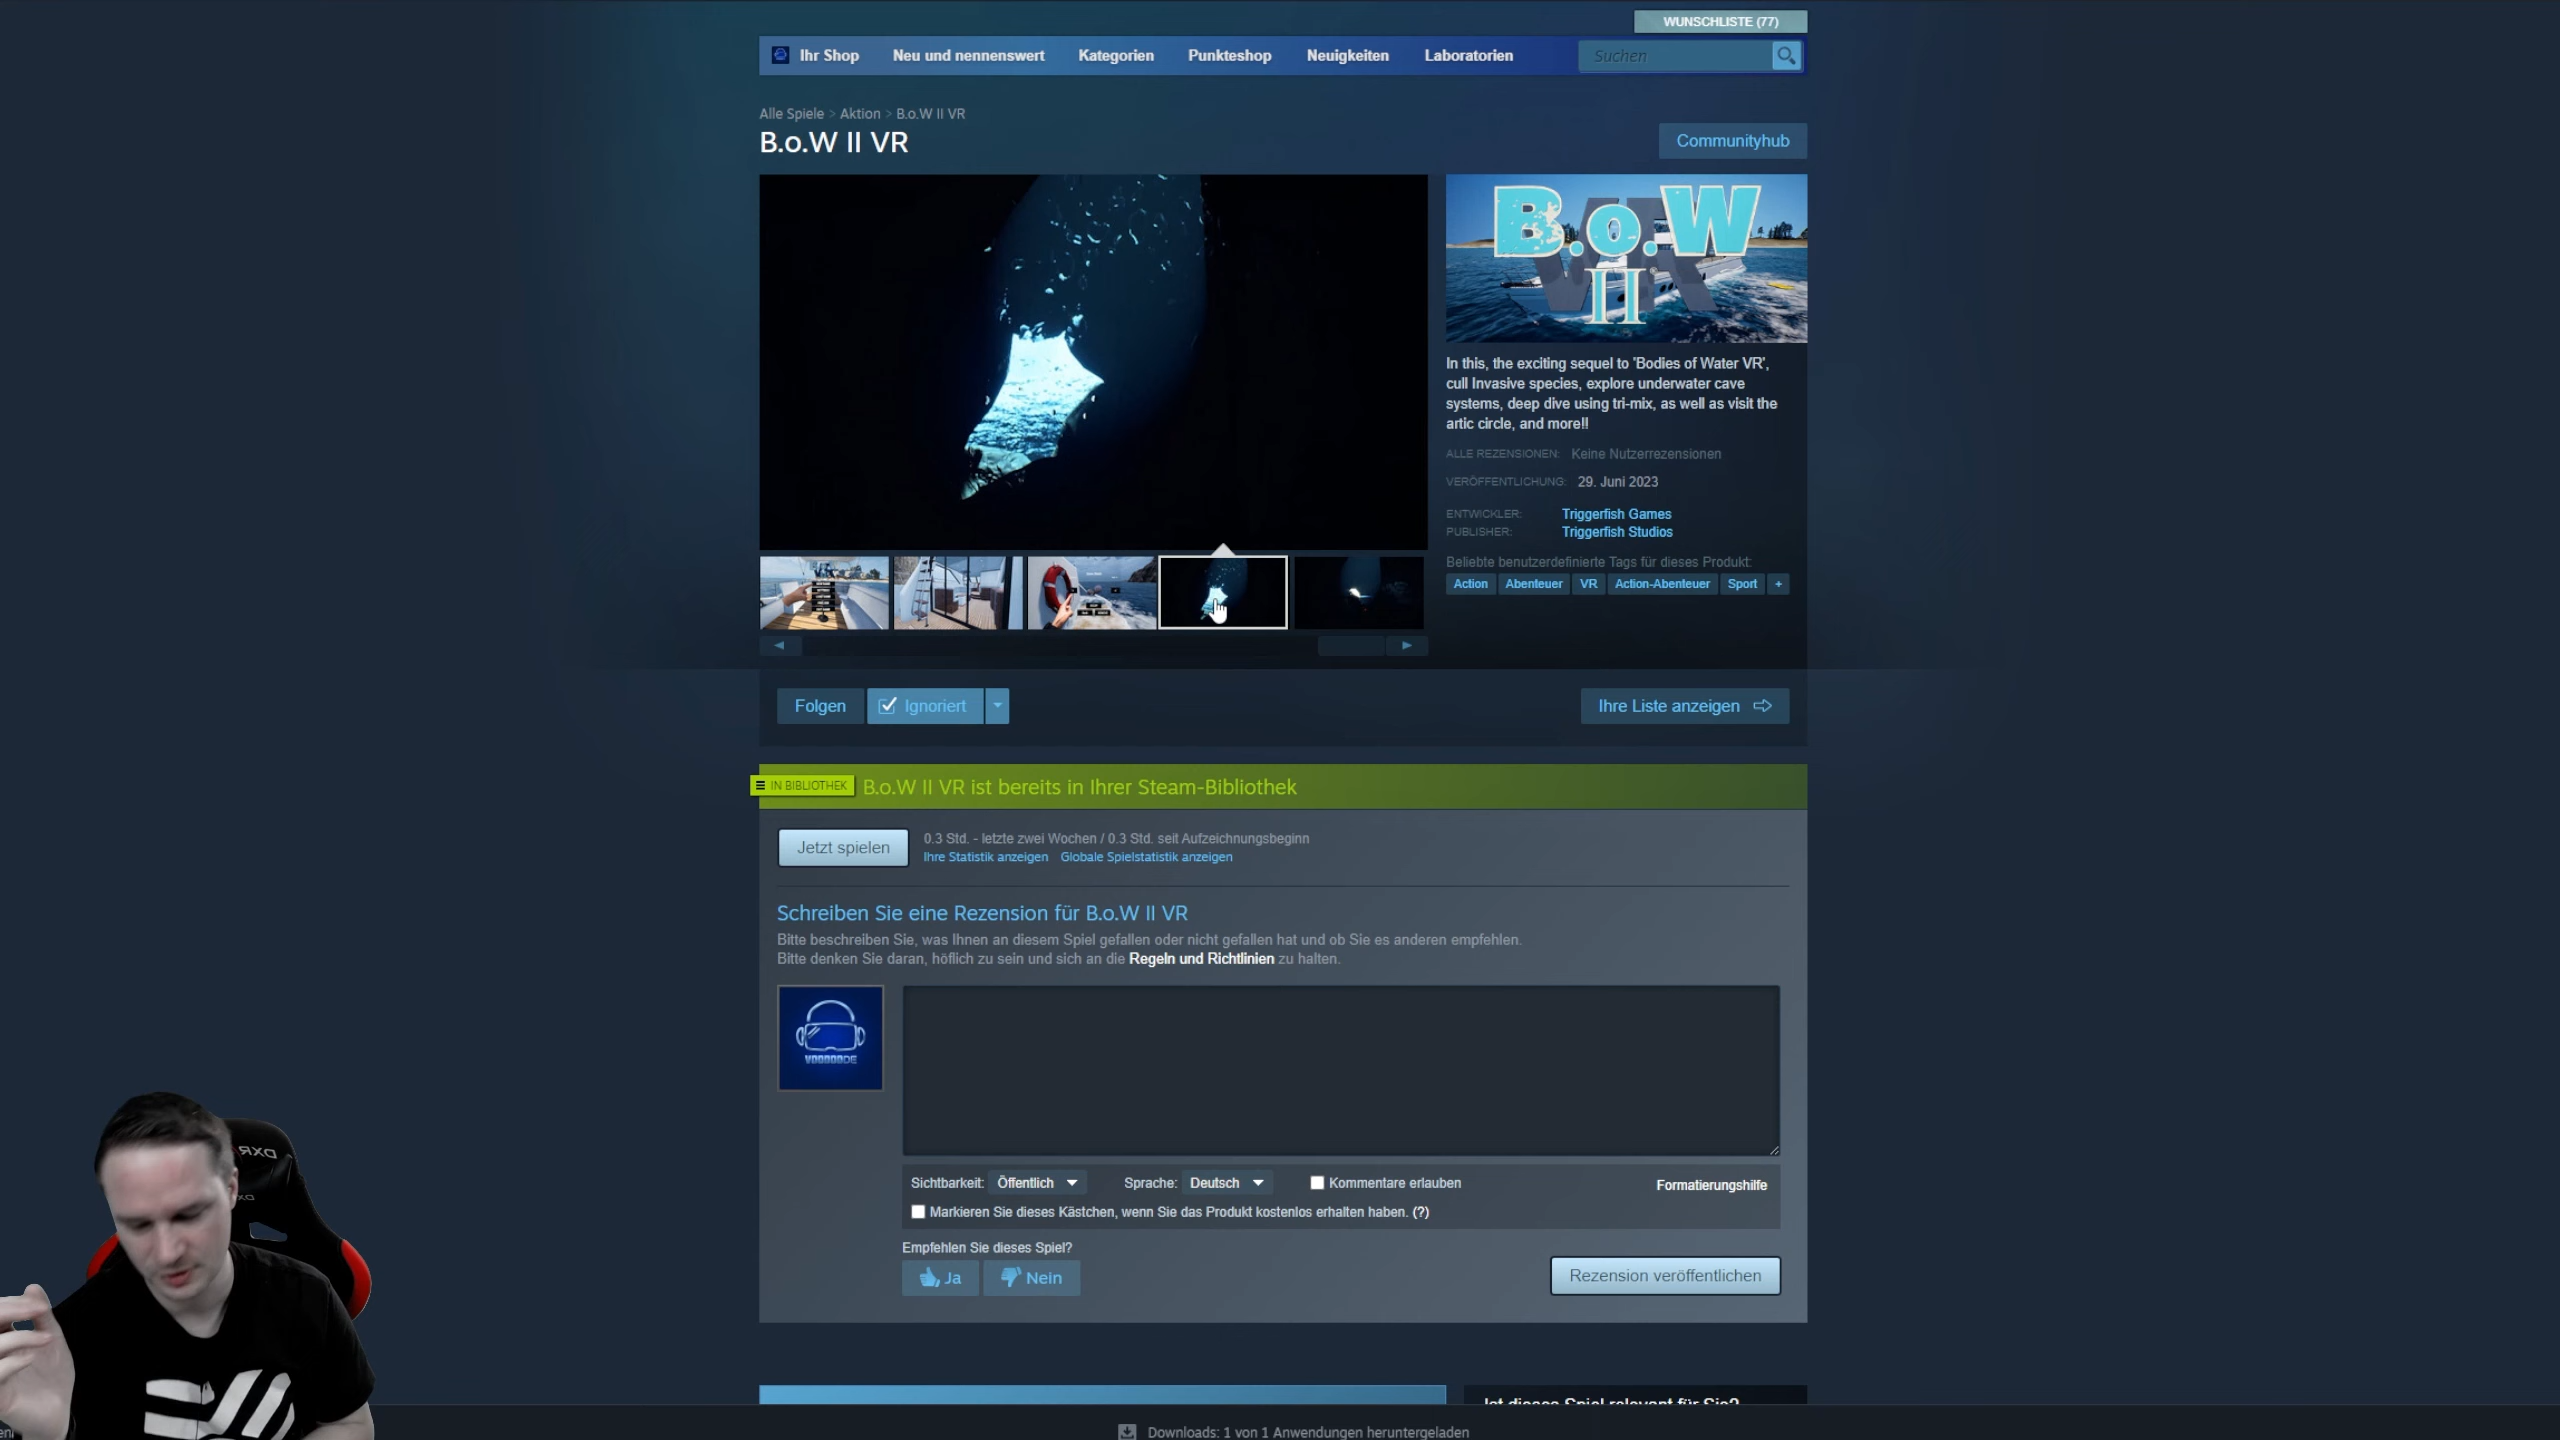 WUNSCHLISTE (77)
Ihr Shop Neu und nennenswert Kategorien Punkteshop Neuigkeiten Laboratorien Suchen
Alle Spiele > Aktion > B.o.W II VR
B.o.W II VR
Communityhub
B.o.W
II
In this, the exciting sequel to 'Bodies of Water VR',
cull Invasive species, explore underwater cave
systems, deep dive using tri-mix, as well as visit the
artic circle, and more!!
ALLE REZENSIONEN: Keine Nutzerrezensionen
VERÖFFENTLICHUNG: 29. Juni 2023
ENTWICKLER: Triggerfish Games
PUBLISHER: Triggerfish Studios
Beliebte benutzerdefinierte Tags für dieses Produkt:
Action Abenteuer VR Action-Abenteuer Sport +
Folgen Ignoriert Ihre Liste anzeigen
IN BIBLIOTHEK B.o.W II VR ist bereits in Ihrer Steam-Bibliothek
Jetzt spielen
0.3 Std. - letzte zwei Wochen / 0.3 Std. seit Aufzeichnungsbeginn
Ihre Statistik anzeigen Globale Spielstatistik anzeigen
Schreiben Sie eine Rezension für B.o.W II VR
Bitte beschreiben Sie, was Ihnen an diesem Spiel gefallen oder nicht gefallen hat und ob Sie es anderen empfehlen.
Bitte denken Sie daran, höflich zu sein und sich an die Regeln und Richtlinien zu halten.
VOODOODE
Sichtbarkeit: Öffentlich Sprache: Deutsch Kommentare erlauben Formatierungshilfe
Markieren Sie dieses Kästchen, wenn Sie das Produkt kostenlos erhalten haben. (?)
Empfehlen Sie dieses Spiel?
Ja Nein
Rezension veröffentlichen
Ist dieses Spiel relevant für Sie?
Downloads: 1 von 1 Anwendungen heruntergeladen